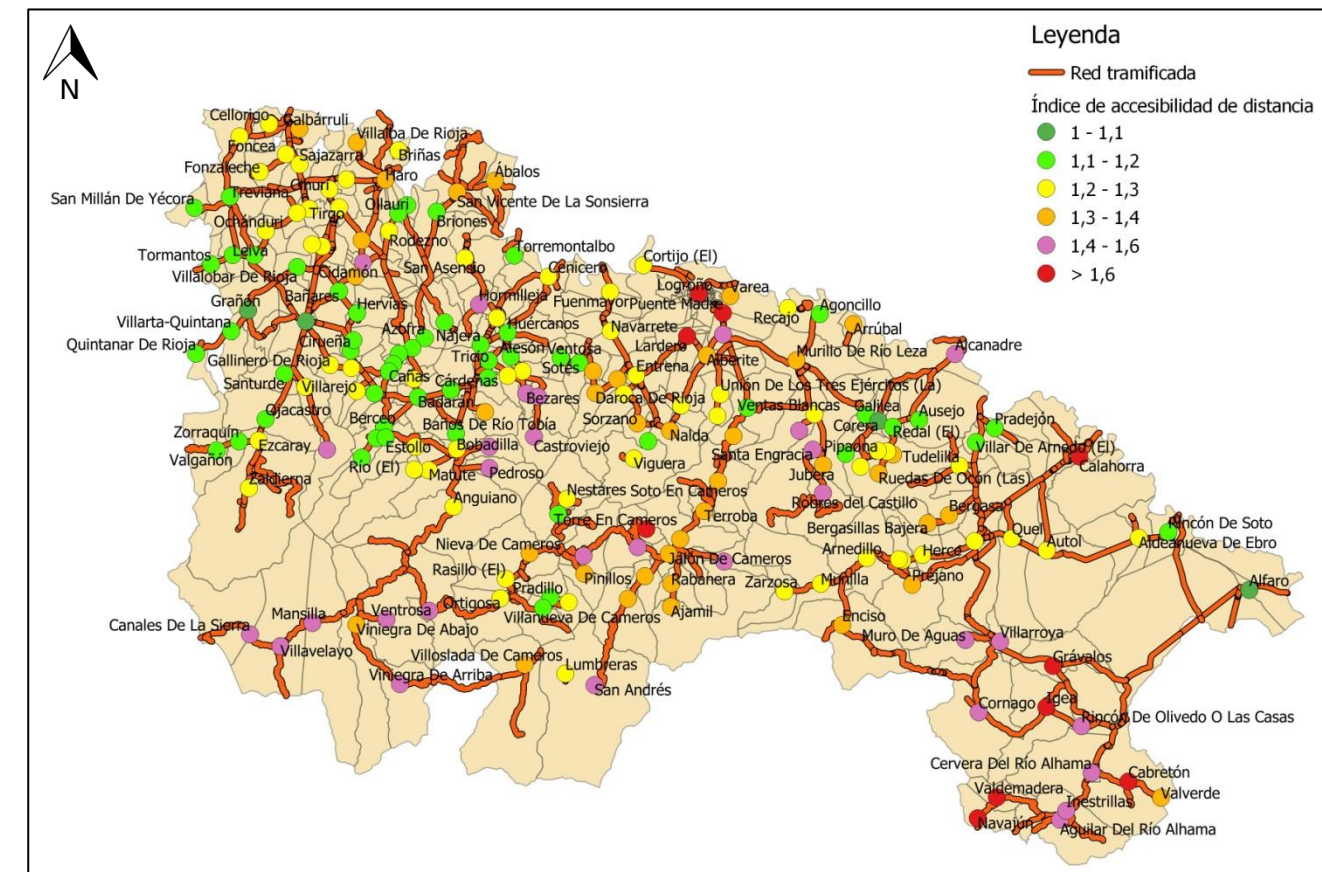 N
Leyenda
Red tramificada
Índice de accesibilidad de distancia
1 - 1,1
1,1 - 1,2
1,2 - 1,3
1,3 - 1,4
1,4 - 1,6
> 1,6
Cellorigo
Galbárruli
Villalba De Rioja
Foncea
Sajazarra
Briñas
Fonzaleche
Ábalos
Haro
San Millán De Yécora
Treviana
Ollauri
San Vicente De La Sonsierra
Ochánduri
Tirgo
Briones
Rodezno
Torremontalbo
Tormantos
Leiva
Cortijo (El)
Villalobar De Rioja
Cidamón
San Asensio
Cenicero
Logroño
Varea
Grañón
Bañares
Hervías
Hormilleja
Fuenmayor
Puente Madre
Recajo
Agoncillo
Villarta-Quintana
Azofra
Huércanos
Navarrete
Arrúbal
Quintanar De Rioja
Cirueña
Nájera
Lardero
Alcanadre
Gallinero De Rioja
Tricio
Alesón
Ventosa
Alberite
Murillo De Río Leza
Santurde
Villarejo
Cañas
Cárdenas
Sotés
Entrena
Unión De Los Tres Ejércitos (La)
Bezares
Daroca De Rioja
Ojacastro
Badarán
Sorzano
Ventas Blancas
Galilea
Ausejo
Pradejón
Berceo
Baños De Río Tobía
Nalda
Corera
Redal (El)
Zorraquín
Ezcaray
Estollo
Bobadilla
Castroviejo
Santa Engracia
Pipaona
Villar De Arnedo (El)
Valgañón
Río (El)
Viguera
Tudelilla
Calahorra
Zaldierna
Matute
Pedroso
Jubera
Ruedas De Ocón (Las)
Anguiano
Nestares
Soto En Cameros
Robres del Castillo
Terroba
Bergasa
Torre En Cameros
Bergasillas Bajera
Rincón De Soto
Quel
Autol
Aldeanueva De Ebro
Nieva De Cameros
Jalón De Cameros
Arnedillo
Herce
Rasillo (El)
Pinillos
Rabanera
Zarzosa
Munilla
Préjano
Alfaro
Pradillo
Mansilla
Ventrosa
Ortigosa
Villanueva De Cameros
Ajamil
Enciso
Canales De La Sierra
Viniegra De Abajo
Muro De Aguas
Villarroya
Villavelayo
Villoslada De Cameros
Lumbreras
Grávalos
Viniegra De Arriba
San Andrés
Cornago
Igea
Rincón De Olivedo O Las Casas
Cervera Del Río Alhama
Cabretón
Valdemadera
Valverde
Inestrillas
Navajún
Aguilar Del Río Alhama